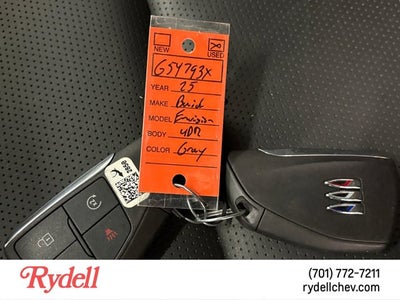 NEW USED
G54793X
YEAR 25
MAKE Buick
MODEL Envision
BODY 4DR
COLOR Gray
Rydell
(701) 772-7211
rydellchev.com